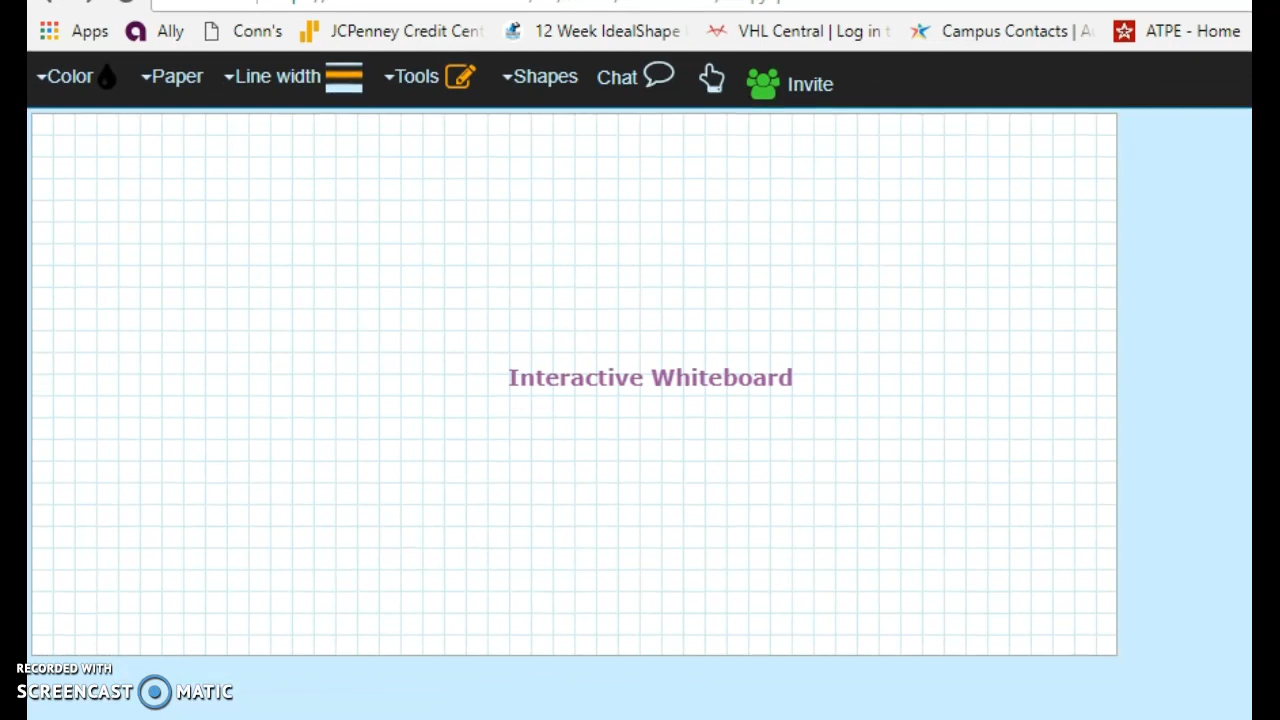 Apps Ally Conn's JCPenney Credit Cent 12 Week IdealShape VHL Central | Log in t Campus Contacts | Au ATPE - Home
Color Paper Line width Tools Shapes Chat Invite
Interactive Whiteboard
RECORDED WITH
SCREENCAST MATIC